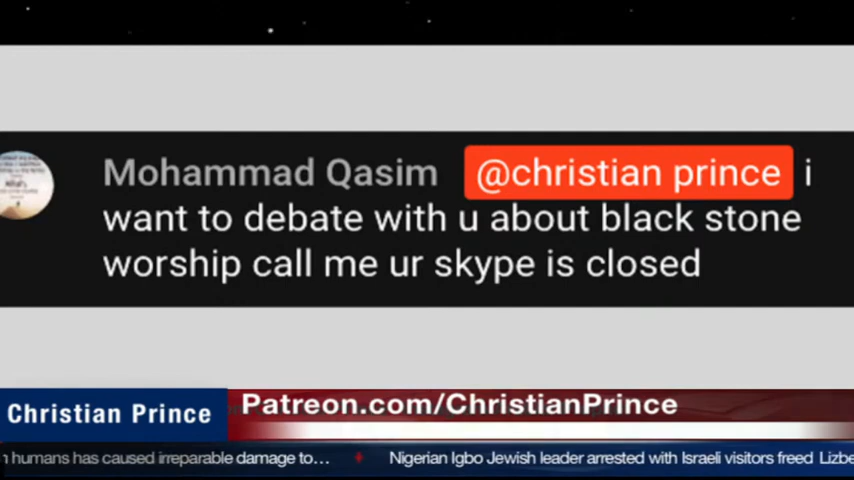 Mohammad Qasim @christian prince i
want to debate with u about black stone
worship call me ur skype is closed
Christian Prince
Patreon.com/ChristianPrince
humans has caused irreparable damage to... Nigerian Igbo Jewish leader arrested with Israeli visitors freed